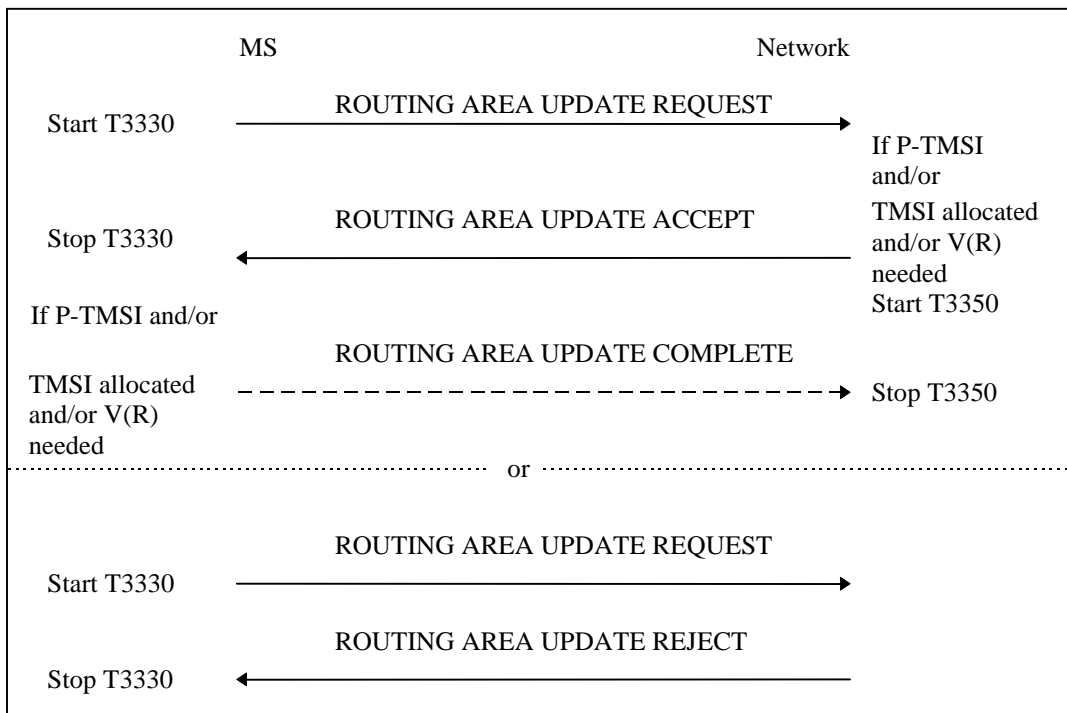 MS
Network
Start T3330
ROUTING AREA UPDATE REQUEST
If P-TMSI
and/or
TMSI allocated
and/or V(R)
needed
Start T3350
Stop T3330
ROUTING AREA UPDATE ACCEPT
If P-TMSI and/or
TMSI allocated
and/or V(R)
needed
ROUTING AREA UPDATE COMPLETE
Stop T3350
or
Start T3330
ROUTING AREA UPDATE REQUEST
Stop T3330
ROUTING AREA UPDATE REJECT